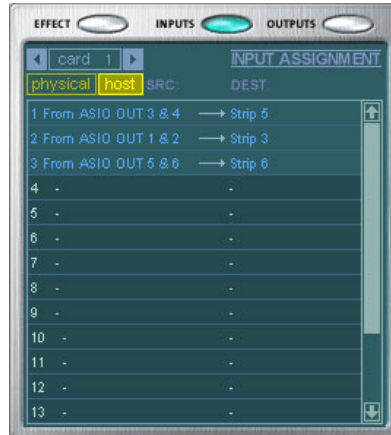 EFFECT INPUTS OUTPUTS
card 1 INPUT ASSIGNMENT
physical host SRC: DEST:
1 From ASIO OUT 3 & 4 → Strip 5
2 From ASIO OUT 1 & 2 → Strip 3
3 From ASIO OUT 5 & 6 → Strip 6
4 - -
5 - -
6 - -
7 - -
8 - -
9 - -
10 - -
11 - -
12 - -
13 - -